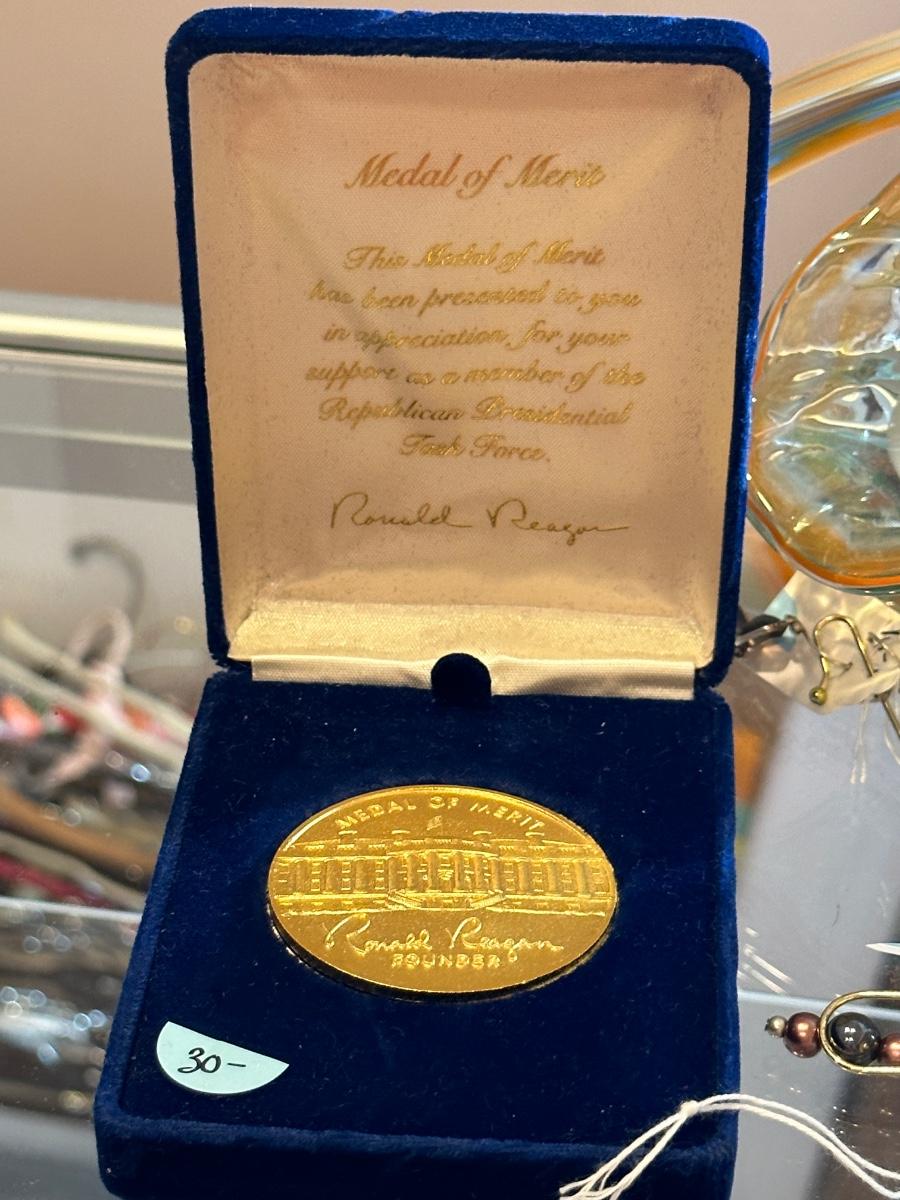 Medal of Merit
This Medal of Merit
has been presented to you
in appreciation for your
support as a member of the
Republican Presidential
Task Force.
Ronald Reagan
MEDAL OF MERIT
Ronald Reagan
FOUNDER
30-